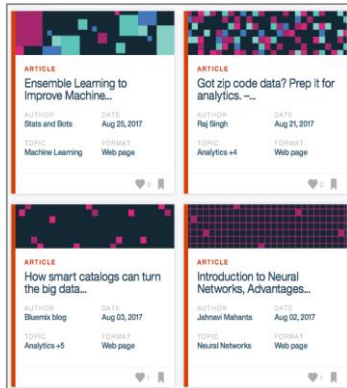 ARTICLE
Ensemble Learning to
Improve Machine...
AUTHOR
Stats and Bots
DATE
Aug 25, 2017
TOPIC
Machine Learning
FORMAT
Web page
0
ARTICLE
Got zip code data? Prep it for
analytics. –...
AUTHOR
Raj Singh
DATE
Aug 21, 2017
TOPIC
Analytics +4
FORMAT
Web page
0
ARTICLE
How smart catalogs can turn
the big data...
AUTHOR
Bluemix blog
DATE
Aug 03, 2017
TOPIC
Analytics +5
FORMAT
Web page
1
ARTICLE
Introduction to Neural
Networks, Advantages...
AUTHOR
Jahnavi Mahanta
DATE
Aug 02, 2017
TOPIC
Neural Networks
FORMAT
Web page
1